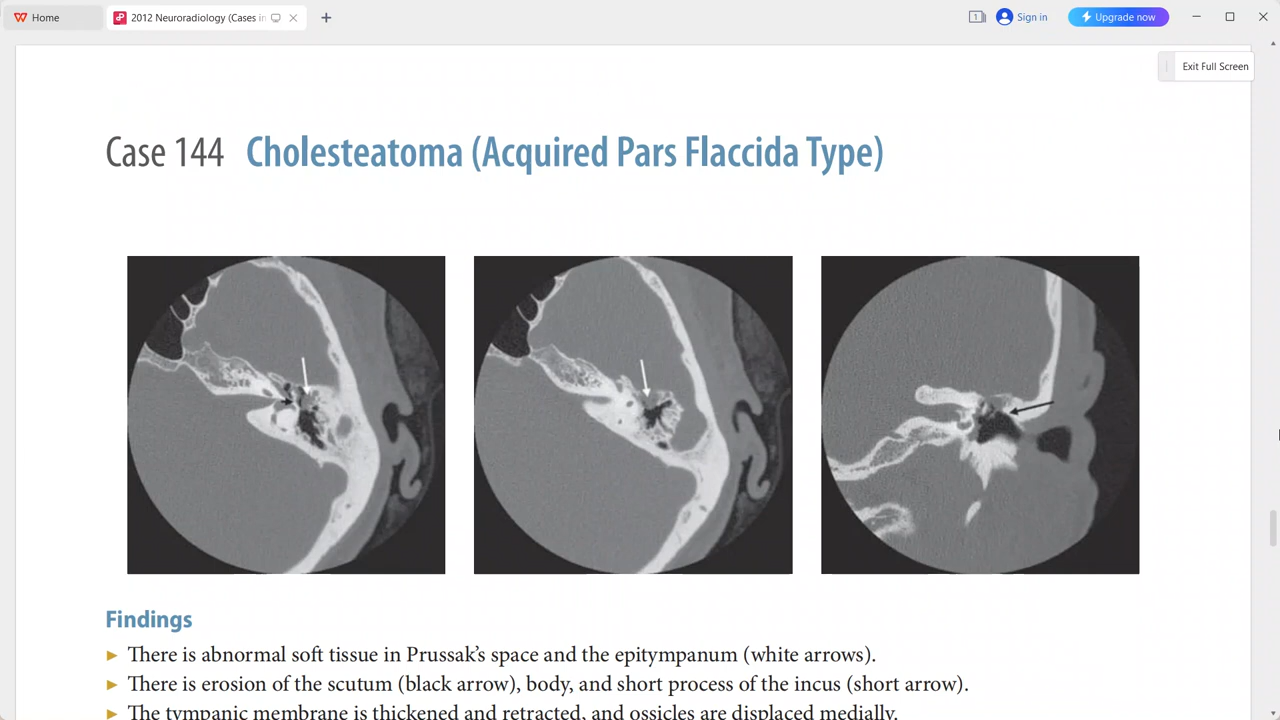 Home
2012 Neuroradiology (Cases in
1
Sign in
Upgrade now
Exit Full Screen
Case 144 Cholesteatoma (Acquired Pars Flaccida Type)
Findings
► There is abnormal soft tissue in Prussak's space and the epitympanum (white arrows).
► There is erosion of the scutum (black arrow), body, and short process of the incus (short arrow).
► The tympanic membrane is thickened and retracted, and ossicles are displaced medially.